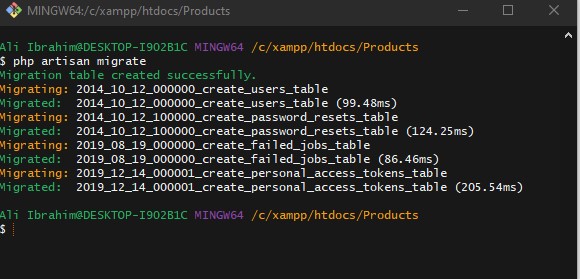 MINGW64:/c/xampp/htdocs/Products
Ali Ibrahim@DESKTOP-I9O2B1C MINGW64 /c/xampp/htdocs/Products
$ php artisan migrate
Migration table created successfully.
Migrating: 2014_10_12_000000_create_users_table
Migrated:  2014_10_12_000000_create_users_table (99.48ms)
Migrating: 2014_10_12_100000_create_password_resets_table
Migrated:  2014_10_12_100000_create_password_resets_table (124.25ms)
Migrating: 2019_08_19_000000_create_failed_jobs_table
Migrated:  2019_08_19_000000_create_failed_jobs_table (86.46ms)
Migrating: 2019_12_14_000001_create_personal_access_tokens_table
Migrated:  2019_12_14_000001_create_personal_access_tokens_table (205.54ms)
Ali Ibrahim@DESKTOP-I9O2B1C MINGW64 /c/xampp/htdocs/Products
$